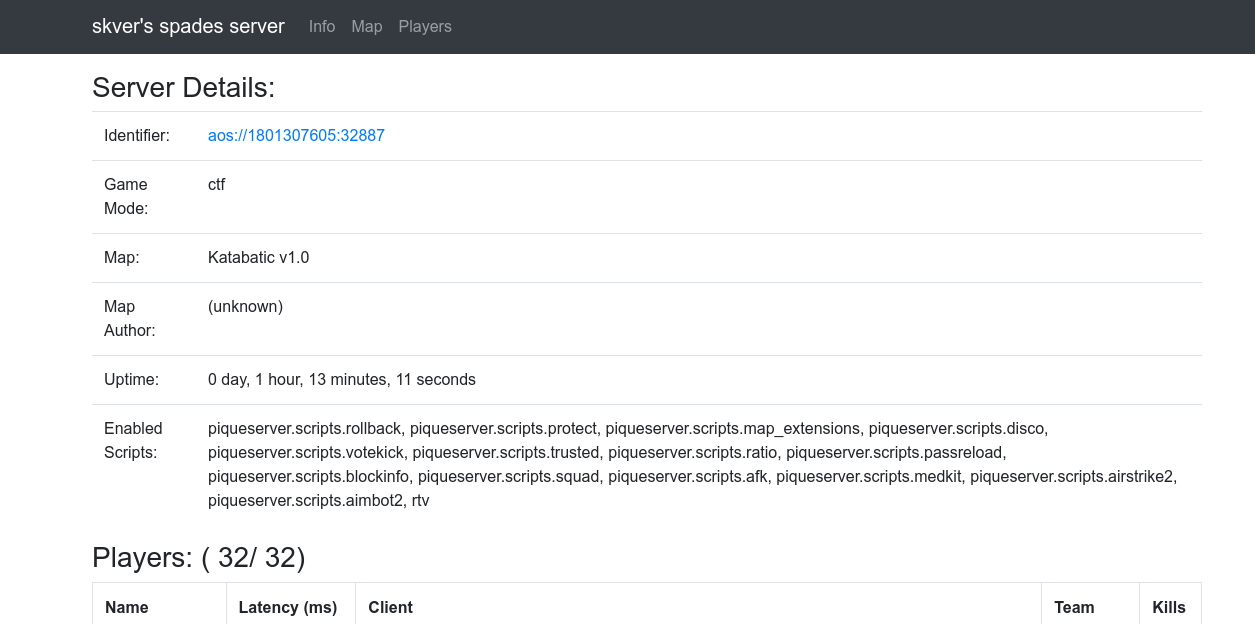 skver's spades server Info Map Players
Server Details:
Identifier: aos://1801307605:32887
Game ctf
Mode:
Map: Katabatic v1.0
Map (unknown)
Author:
Uptime: 0 day, 1 hour, 13 minutes, 11 seconds
Enabled piqueserver.scripts.rollback, piqueserver.scripts.protect, piqueserver.scripts.map_extensions, piqueserver.scripts.disco,
Scripts: piqueserver.scripts.votekick, piqueserver.scripts.trusted, piqueserver.scripts.ratio, piqueserver.scripts.passreload,
piqueserver.scripts.blockinfo, piqueserver.scripts.squad, piqueserver.scripts.afk, piqueserver.scripts.medkit, piqueserver.scripts.airstrike2,
piqueserver.scripts.aimbot2, rtv
Players: ( 32/ 32)
Name Latency (ms) Client Team Kills